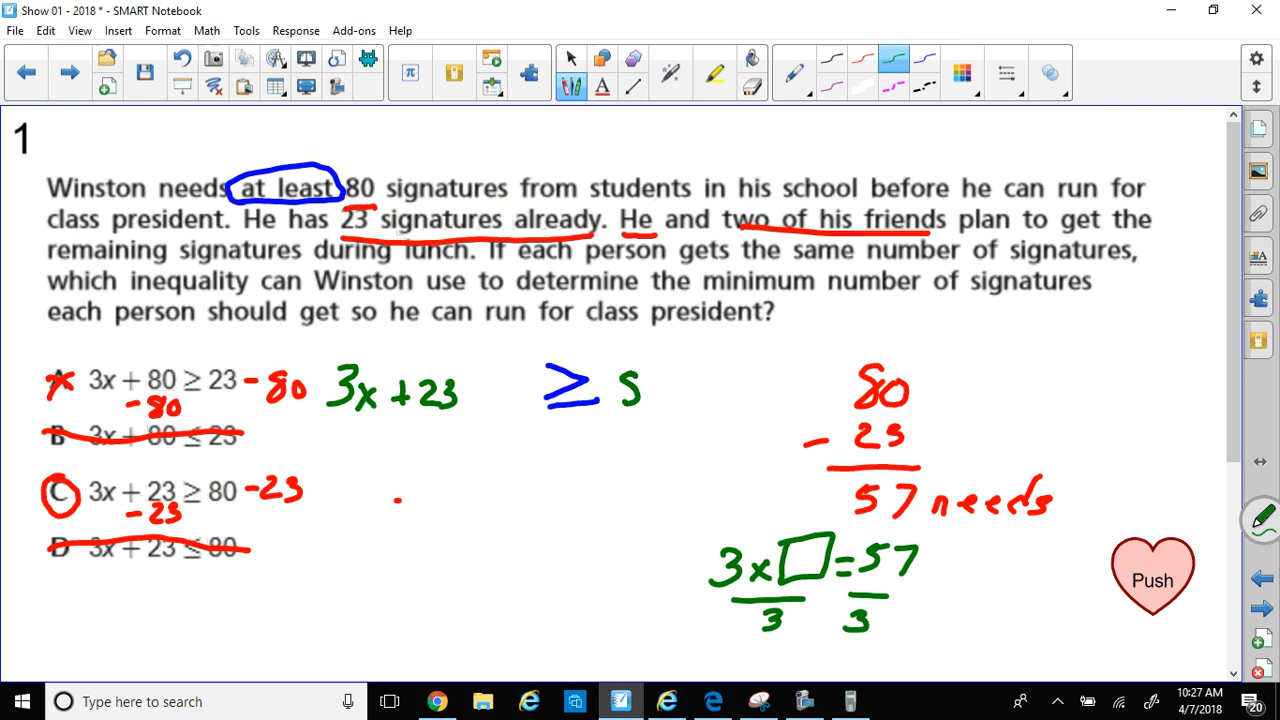 Show 01 - 2018 * - SMART Notebook
File Edit View Insert Format Math Tools Response Add-ons Help
1
Winston needs at least 80 signatures from students in his school before he can run for
class president. He has 23 signatures already. He and two of his friends plan to get the
remaining signatures during lunch. If each person gets the same number of signatures,
which inequality can Winston use to determine the minimum number of signatures
each person should get so he can run for class president?
A 3x + 80 ≥ 23 - 80
- 80
B 3x + 80 ≤ 23
C 3x + 23 ≥ 80 - 23
- 23
D 3x + 23 ≤ 80
3x + 23 ≥ 8
80
- 23
57 needs
3 x □ = 57
3 3
Push
Type here to search
10:27 AM
4/7/2018
20